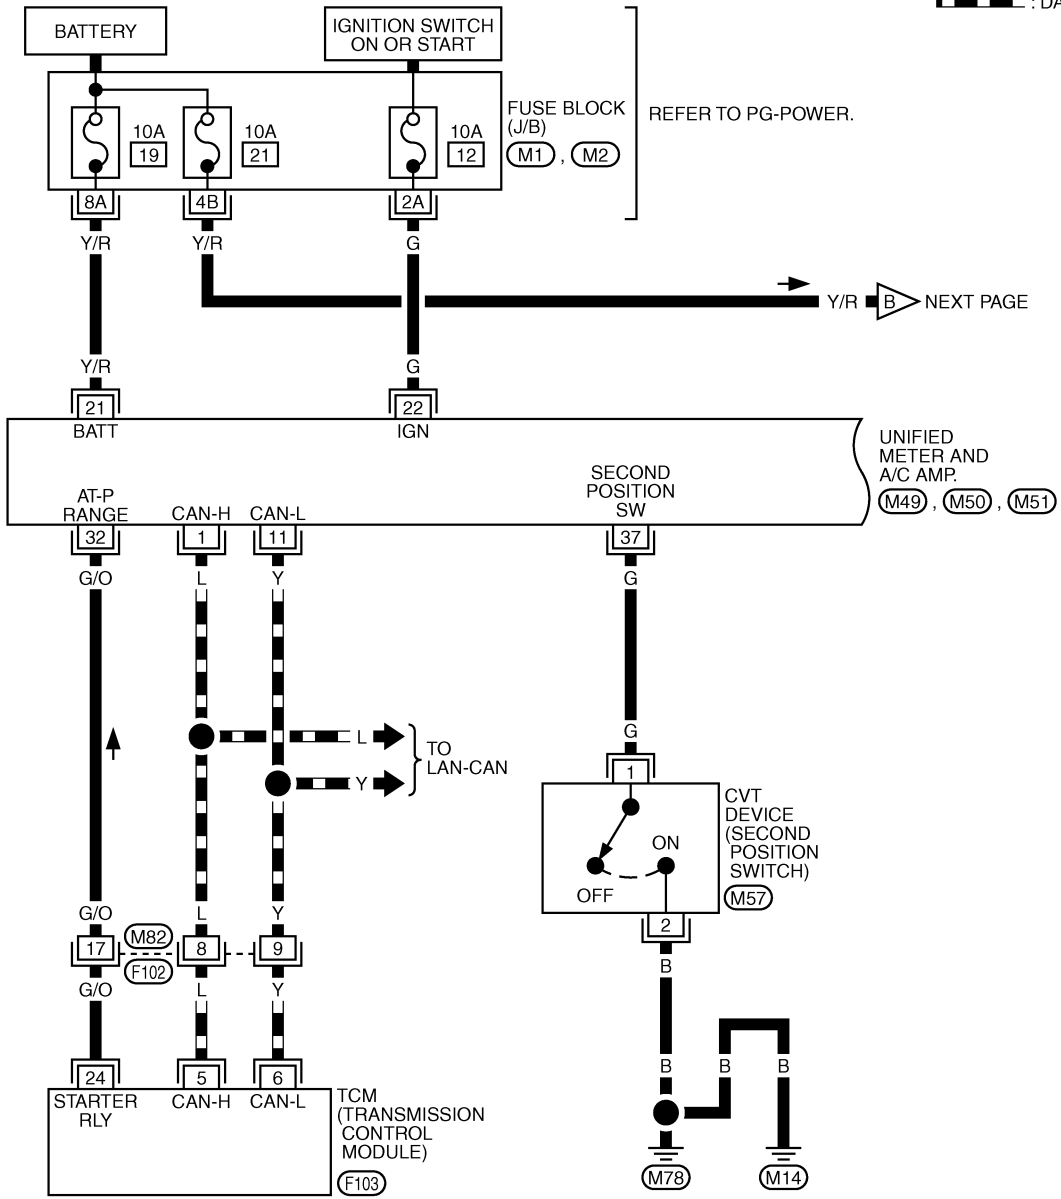 : DA
BATTERY
IGNITION SWITCH
ON OR START
10A
19
10A
21
10A
12
FUSE BLOCK
(J/B)
M1 , M2
REFER TO PG-POWER.
8A
4B
2A
Y/R
Y/R
G
Y/R
B
NEXT PAGE
Y/R
G
21
22
BATT
IGN
UNIFIED
METER AND
A/C AMP.
M49 , M50 , M51
AT-P
RANGE
CAN-H
CAN-L
SECOND
POSITION
SW
32
1
11
37
G/O
L
Y
G
L
Y
TO
LAN-CAN
G
1
CVT
DEVICE
(SECOND
POSITION
SWITCH)
M57
ON
OFF
2
G/O
L
Y
17
M82
F102
8
9
G/O
L
Y
B
B
B
B
24
5
6
STARTER
RLY
CAN-H
CAN-L
TCM
(TRANSMISSION
CONTROL
MODULE)
F103
M78
M14